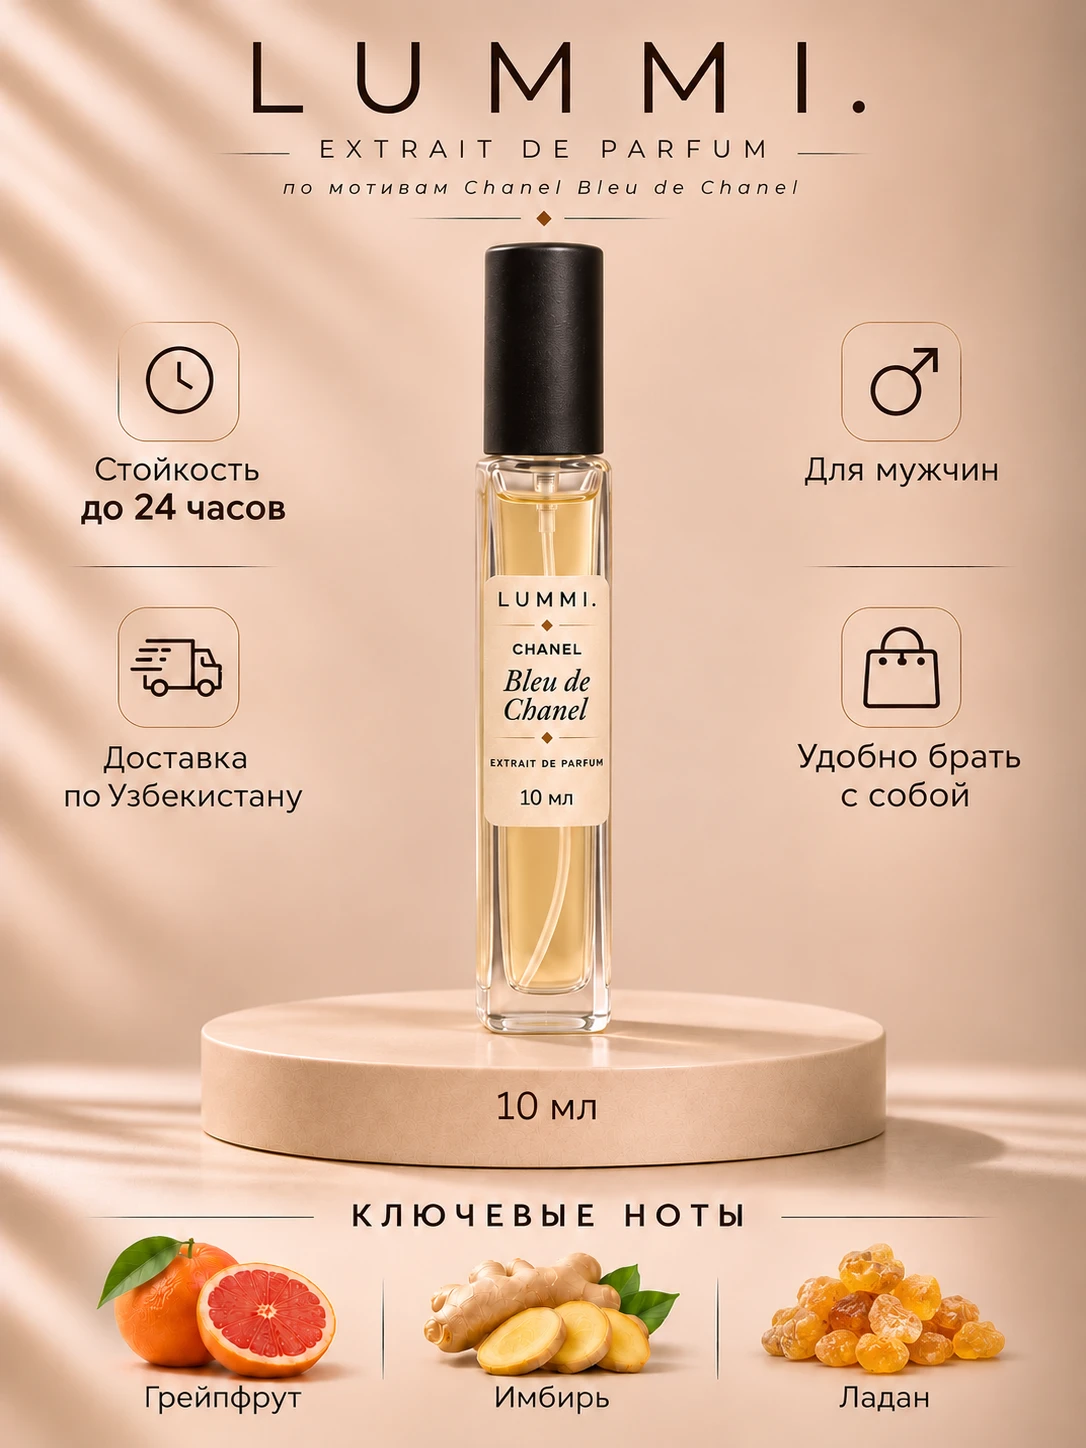 LUMMI.
EXTRAIT DE PARFUM
по мотивам Chanel Bleu de Chanel
Стойкость
до 24 часов
Для мужчин
LUMMI.
CHANEL
Bleu de
Chanel
EXTRAIT DE PARFUM
10 мл
Доставка
по Узбекистану
Удобно брать
с собой
10 мл
КЛЮЧЕВЫЕ НОТЫ
Грейпфрут
Имбирь
Ладан